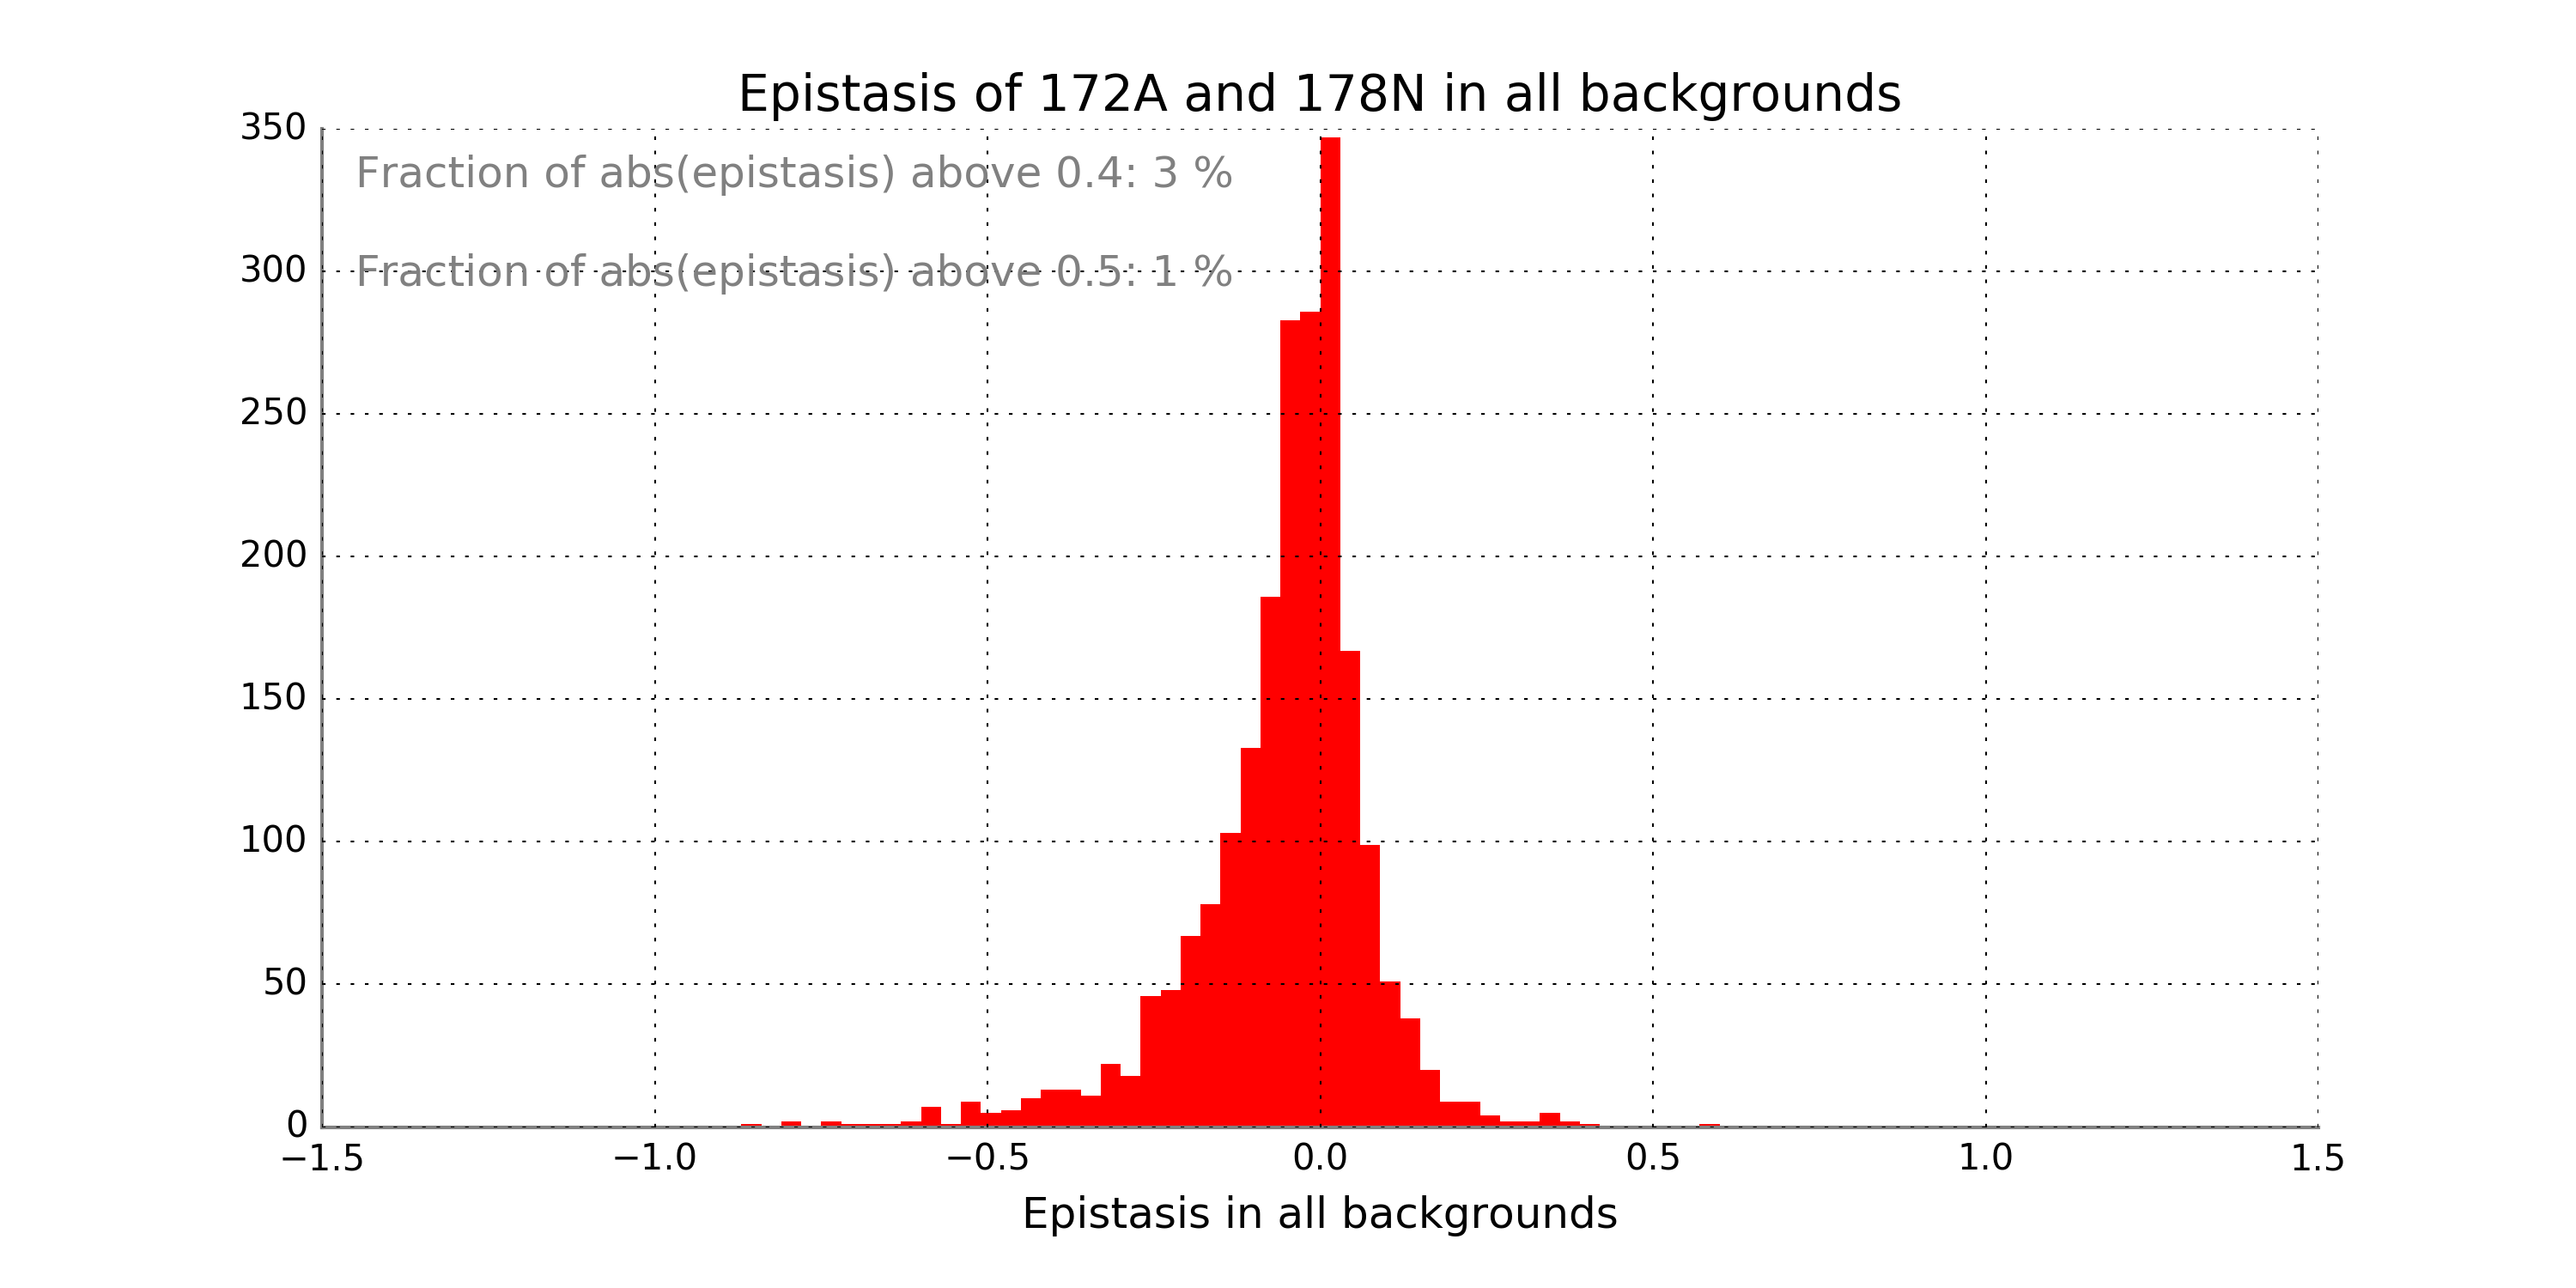 Epistasis of 172A and 178N in all backgrounds
350
Fraction of abs(epistasis) above 0.4: 3 %
300
Fraction of abs(epistasis) above 0.5: 1 %
250
200
150
100
50
0
−1.5 −1.0 −0.5 0.0 0.5 1.0 1.5
Epistasis in all backgrounds